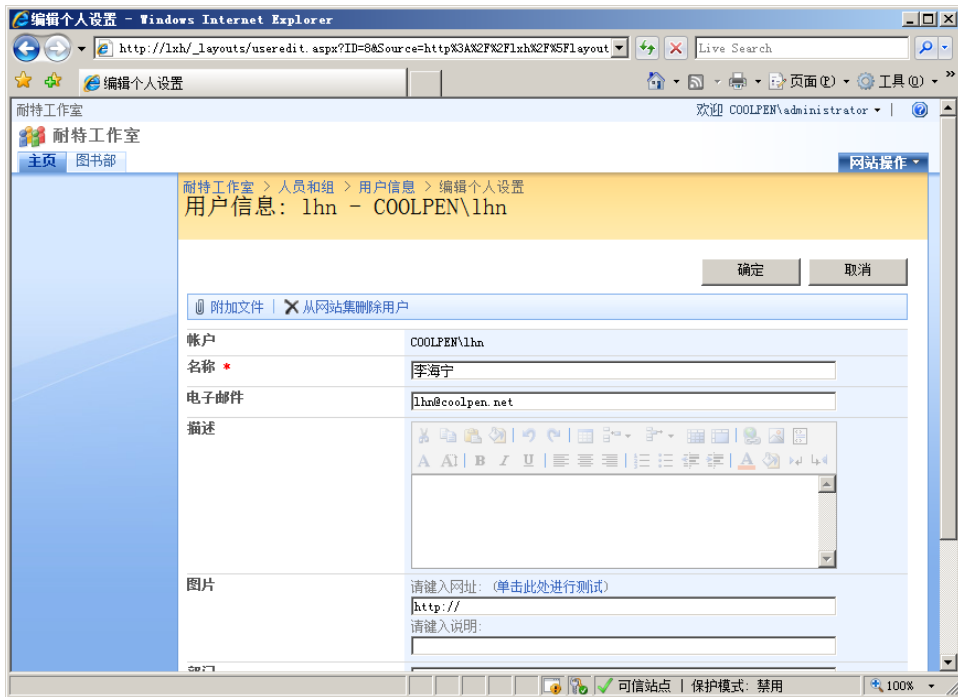 编辑个人设置 - Windows Internet Explorer
http://lxh/_layouts/useredit.aspx?ID=8&Source=http%3A%2F%2Flxh%2F%5Flayout
Live Search
编辑个人设置
页面(P)
工具(O)
耐特工作室
欢迎 COOLPEN\administrator
耐特工作室
主页
图书部
网站操作
耐特工作室 > 人员和组 > 用户信息 > 编辑个人设置
用户信息: lhn - COOLPEN\lhn
确定
取消
附加文件
从网站集删除用户
帐户
COOLPEN\lhn
名称 *
李海宁
电子邮件
lhn@coolpen.net
描述
图片
请键入网址: (单击此处进行测试)
http://
请键入说明:
部门
可信站点 | 保护模式: 禁用
100%